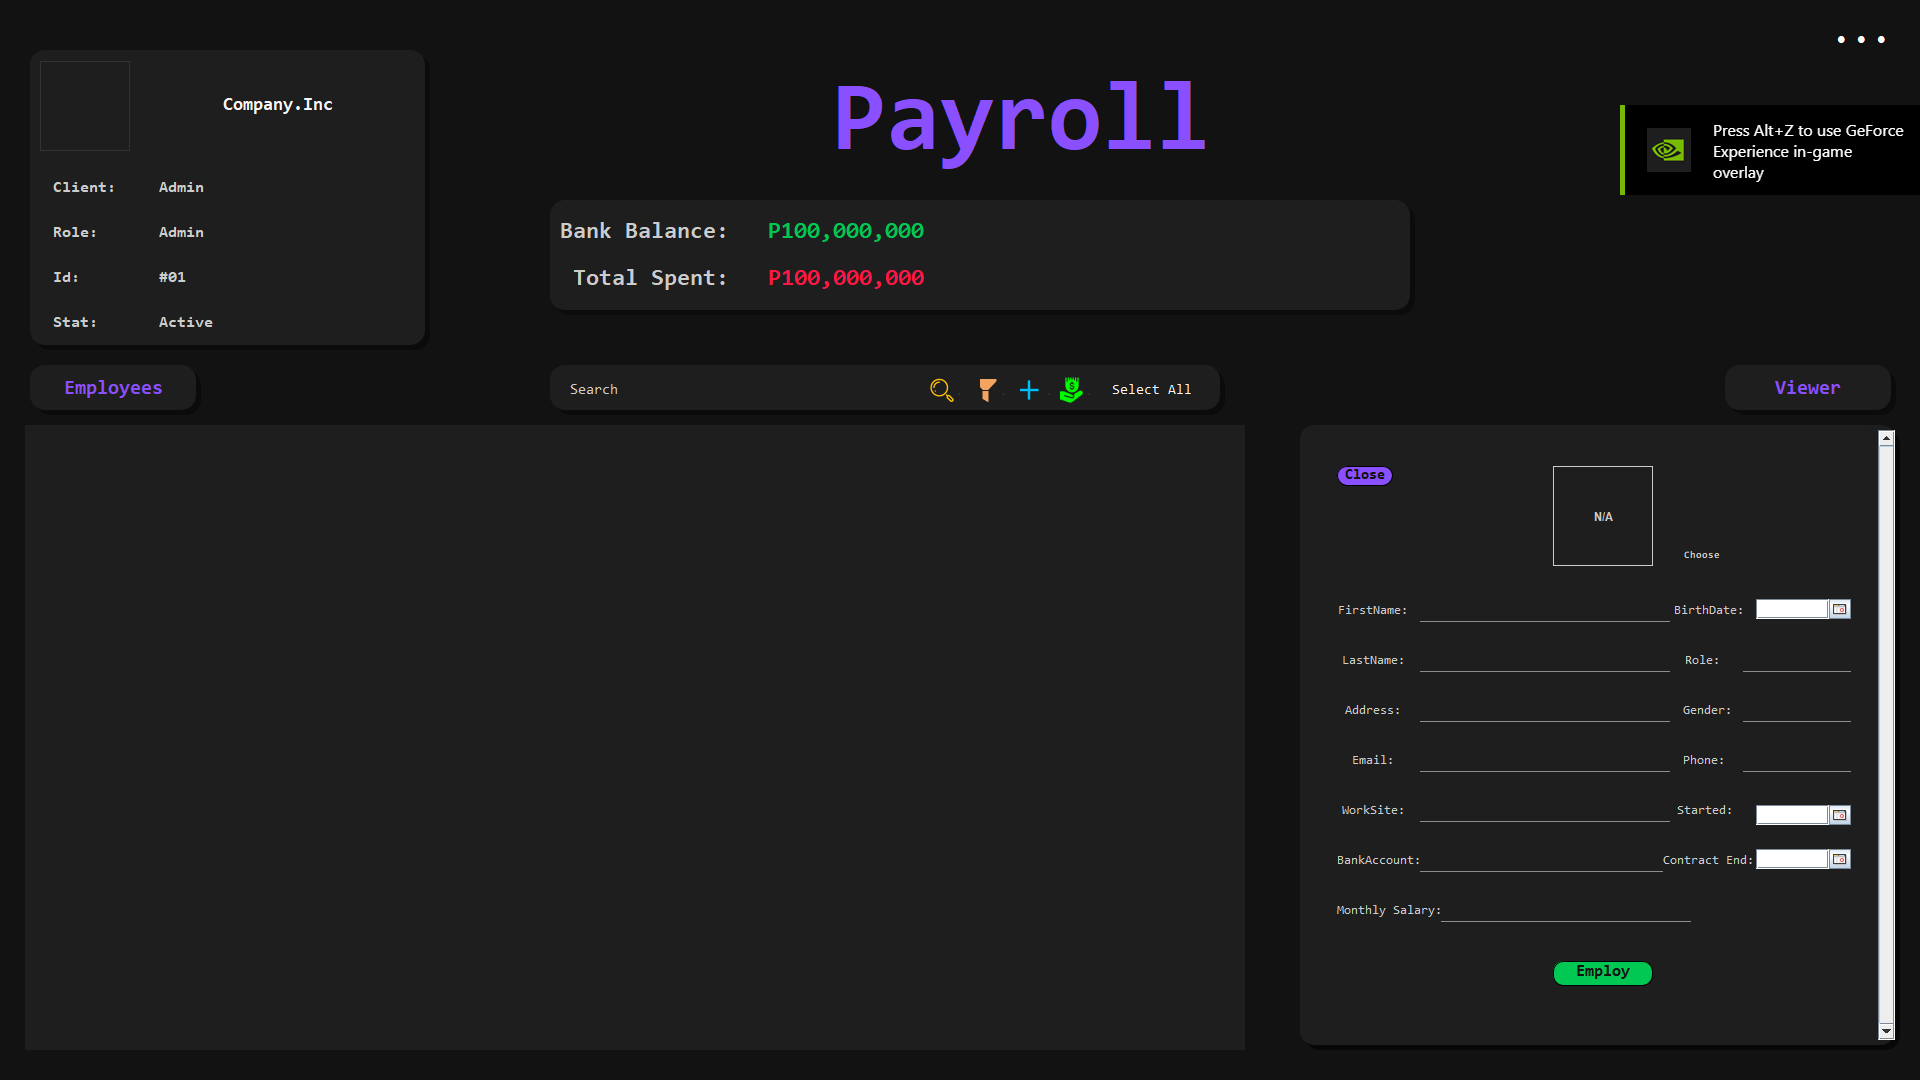 • • •
Company.Inc
Payroll
Press Alt+Z to use GeForce
Experience in-game
overlay
Client: Admin
Role: Admin
Id: #01
Stat: Active
Bank Balance: P100,000,000
Total Spent: P100,000,000
Employees
Search
Select All
Viewer
Close
N/A
Choose
FirstName: BirthDate:
LastName: Role:
Address: Gender:
Email: Phone:
WorkSite: Started:
BankAccount: Contract End:
Monthly Salary:
Employ